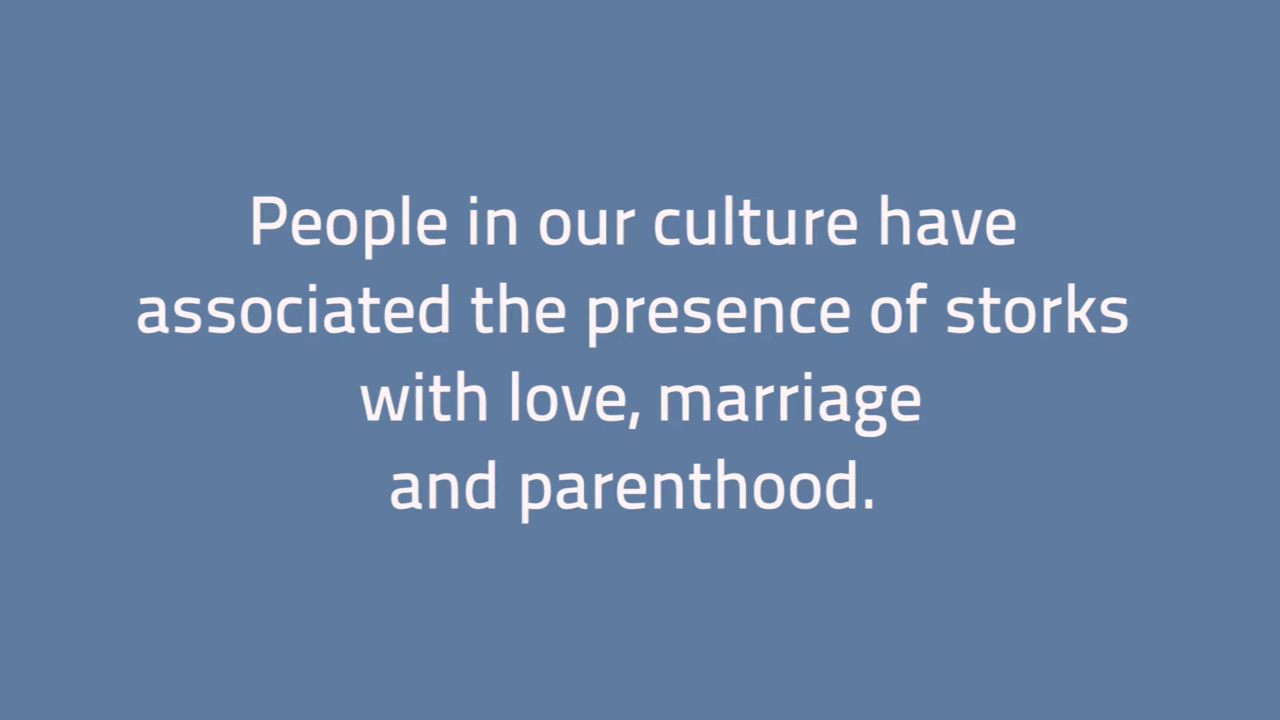 People in our culture have
associated the presence of storks
with love, marriage
and parenthood.